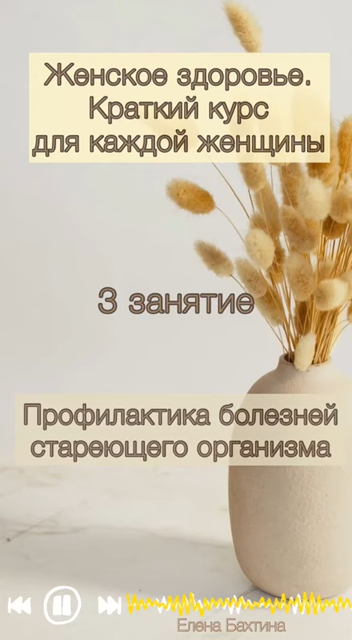 Женское здоровье.
Краткий курс
для каждой женщины
3 занятие
Профилактика болезней
стареющего организма
Елена Бахтина